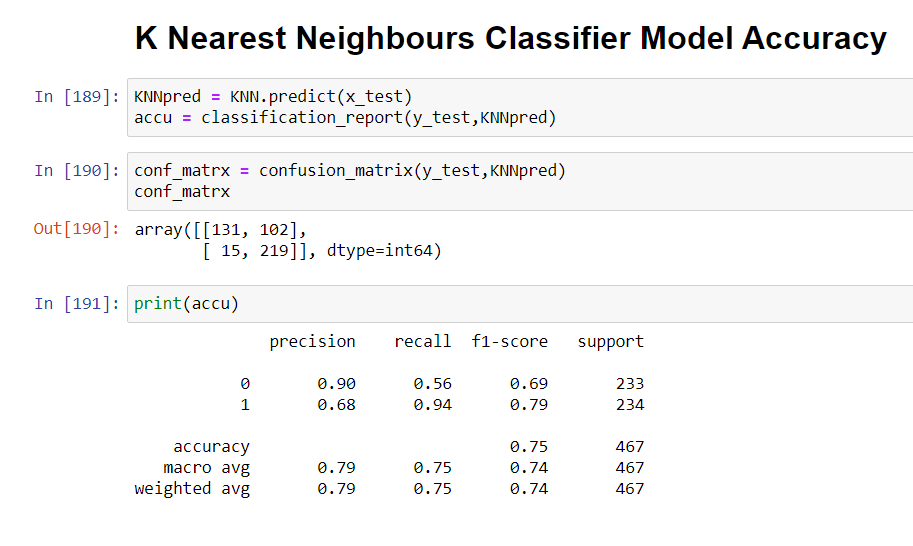 K Nearest Neighbours Classifier Model Accuracy
In [189]: KNNpred = KNN.predict(x_test)
accu = classification_report(y_test,KNNpred)
In [190]: conf_matrx = confusion_matrix(y_test,KNNpred)
conf_matrx
Out[190]: array([[131, 102],
[ 15, 219]], dtype=int64)
In [191]: print(accu)
precision recall f1-score support
0 0.90 0.56 0.69 233
1 0.68 0.94 0.79 234
accuracy 0.75 467
macro avg 0.79 0.75 0.74 467
weighted avg 0.79 0.75 0.74 467